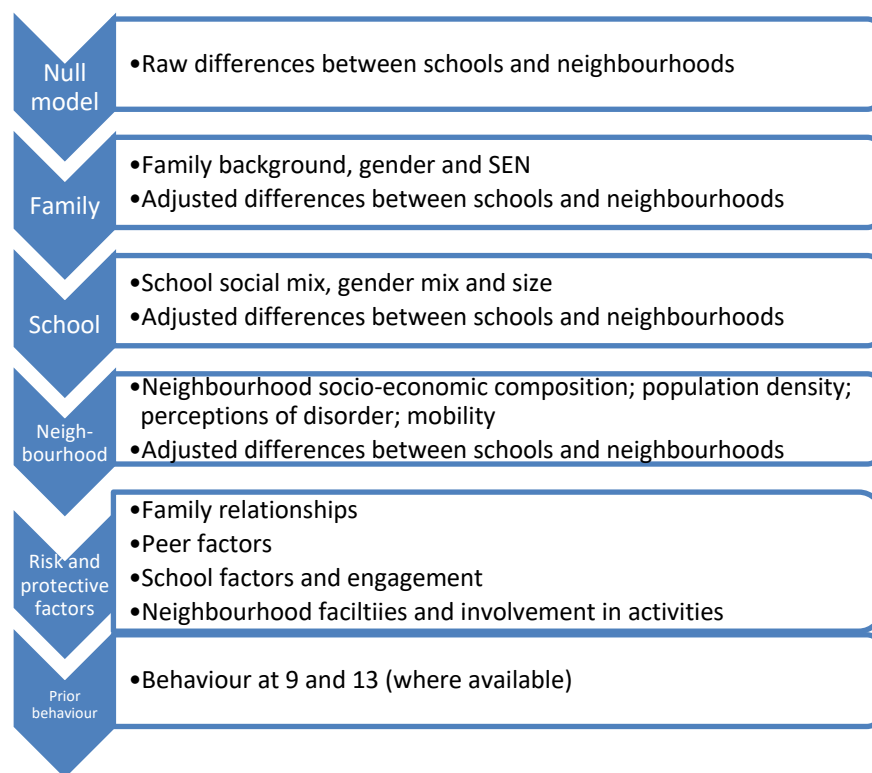 Null
model
•Raw differences between schools and neighbourhoods
Family
•Family background, gender and SEN
•Adjusted differences between schools and neighbourhoods
School
•School social mix, gender mix and size
•Adjusted differences between schools and neighbourhoods
Neigh-
bourhood
•Neighbourhood socio-economic composition; population density;
perceptions of disorder; mobility
•Adjusted differences between schools and neighbourhoods
Risk and
protective
factors
•Family relationships
•Peer factors
•School factors and engagement
•Neighbourhood faciltiies and involvement in activities
Prior
behaviour
•Behaviour at 9 and 13 (where available)